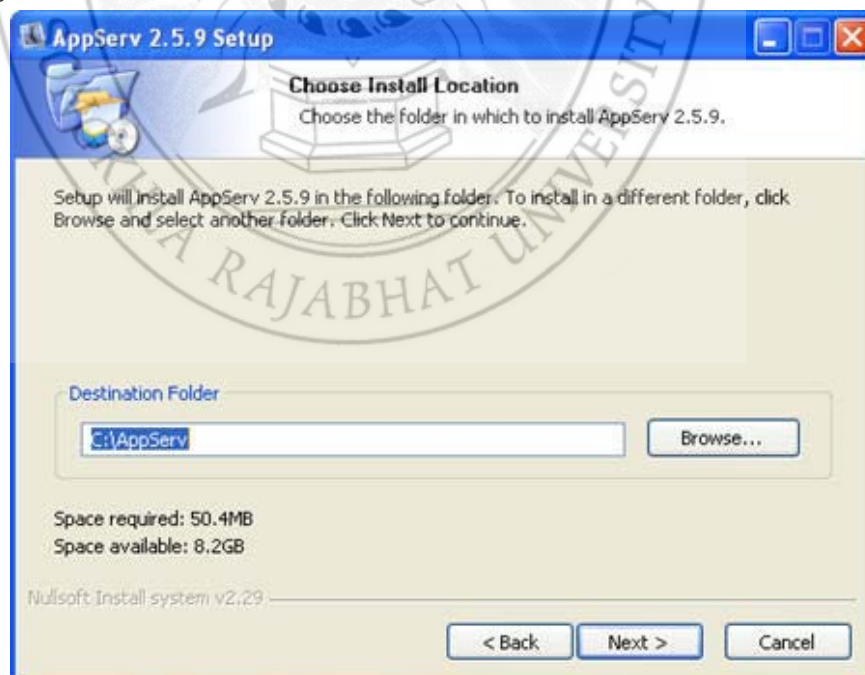 AppServ 2.5.9 Setup
Choose Install Location
Choose the folder in which to install AppServ 2.5.9.
Setup will install AppServ 2.5.9 in the following folder. To install in a different folder, click
Browse and select another folder. Click Next to continue.
RAJABHAT UNIVERSITY
Destination Folder
C:\AppServ
Browse...
Space required: 50.4MB
Space available: 8.2GB
Nullsoft Install system v2.29
< Back
Next >
Cancel